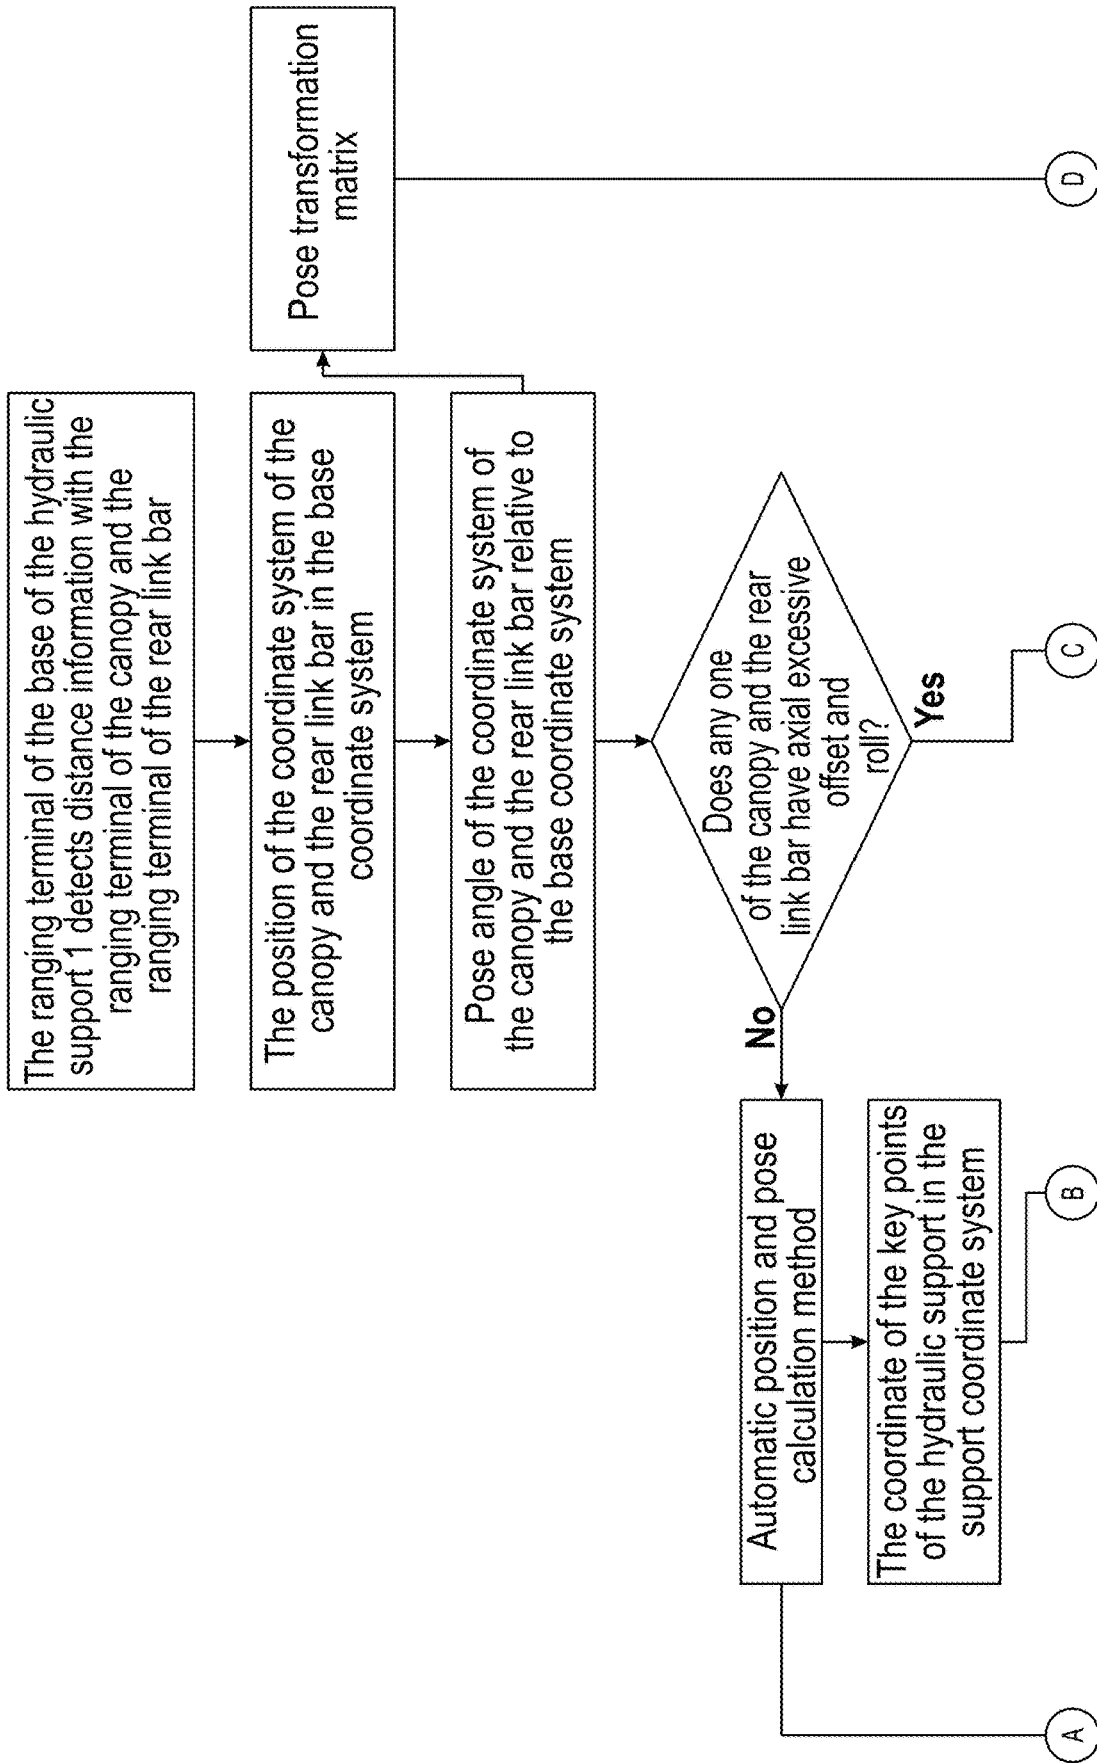 The ranging terminal of the base of the hydraulic
support 1 detects distance information with the
ranging terminal of the canopy and the
ranging terminal of the rear link bar
The position of the coordinate system of the
canopy and the rear link bar in the base
coordinate system
Pose transformation
matrix
Pose angle of the coordinate system of
the canopy and the rear link bar relative to
the base coordinate system
Does any one
of the canopy and the rear
link bar have axial excessive
offset and
roll?
No
Yes
Automatic position and pose
calculation method
The coordinate of the key points
of the hydraulic support in the
support coordinate system
A
B
C
D